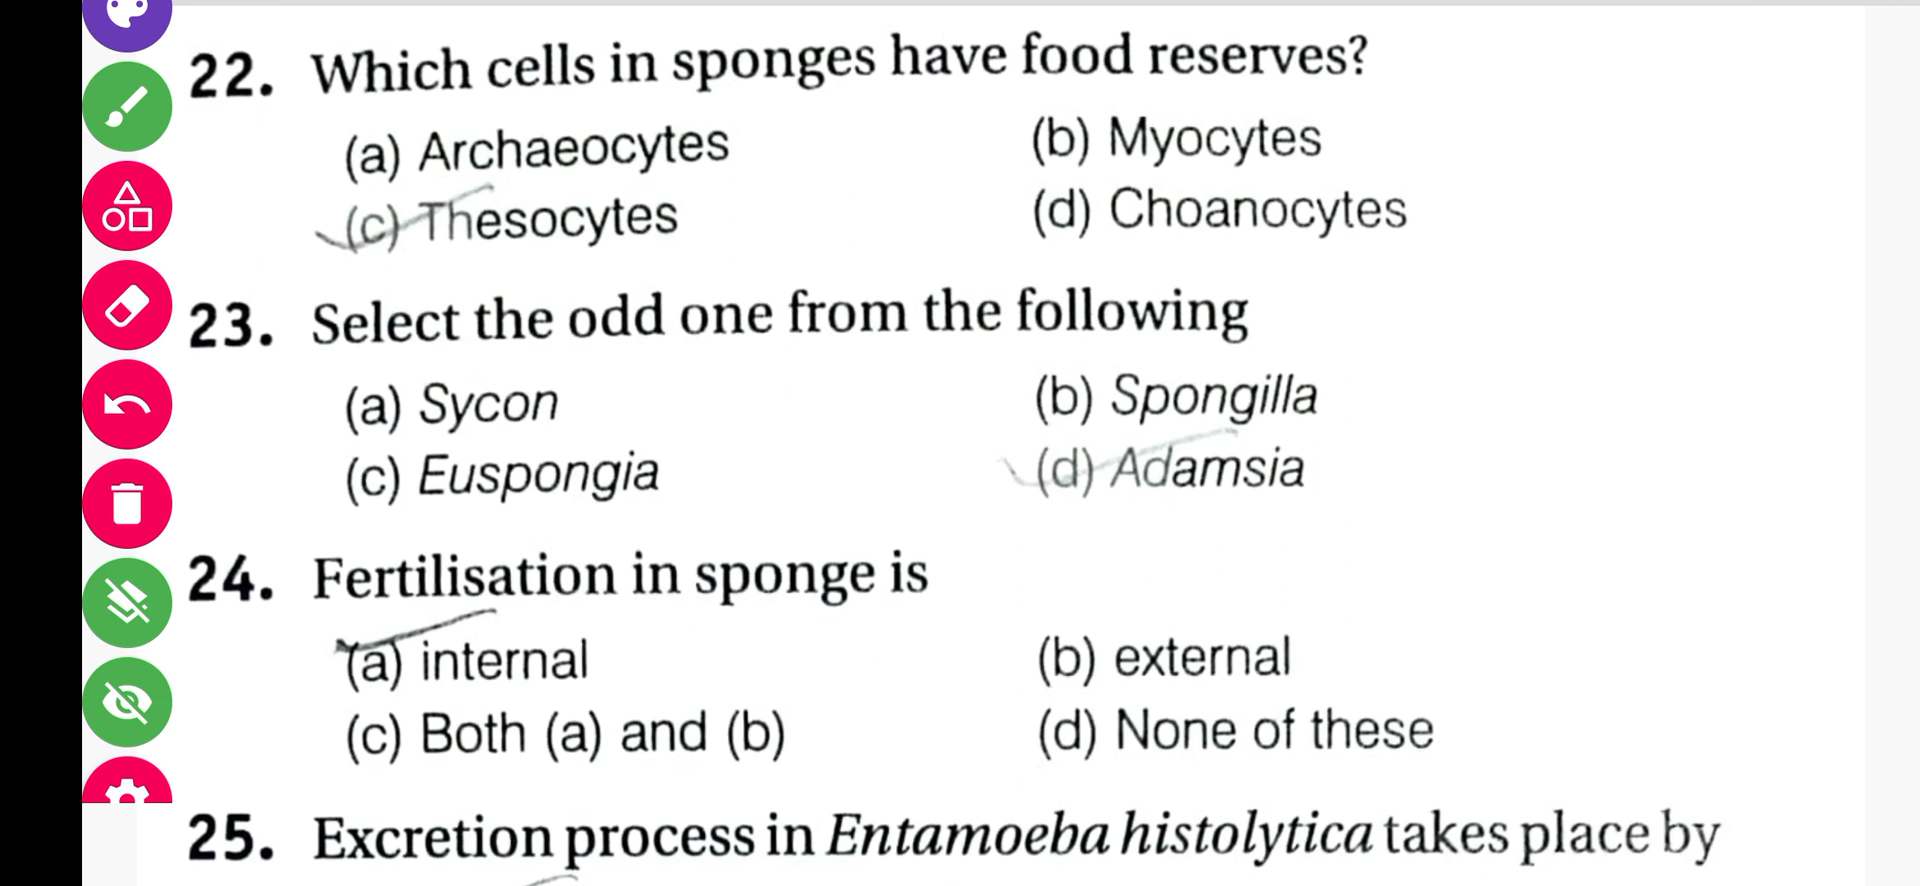 22. Which cells in sponges have food reserves?
(a) Archaeocytes (b) Myocytes
(c) Thesocytes (d) Choanocytes
23. Select the odd one from the following
(a) Sycon (b) Spongilla
(c) Euspongia (d) Adamsia
24. Fertilisation in sponge is
(a) internal (b) external
(c) Both (a) and (b) (d) None of these
25. Excretion process in Entamoeba histolytica takes place by